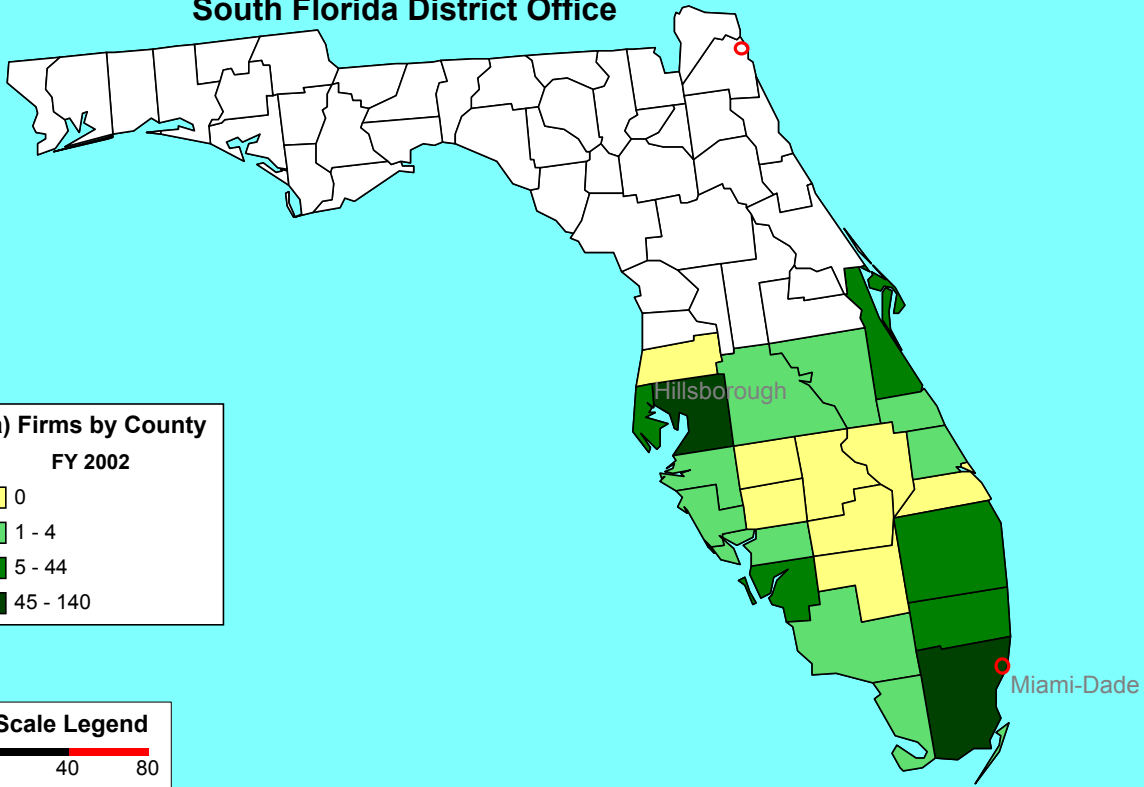 South Florida District Office
Hillsborough
a) Firms by County
FY 2002
0
1 - 4
5 - 44
45 - 140
Miami-Dade
Scale Legend
40 80